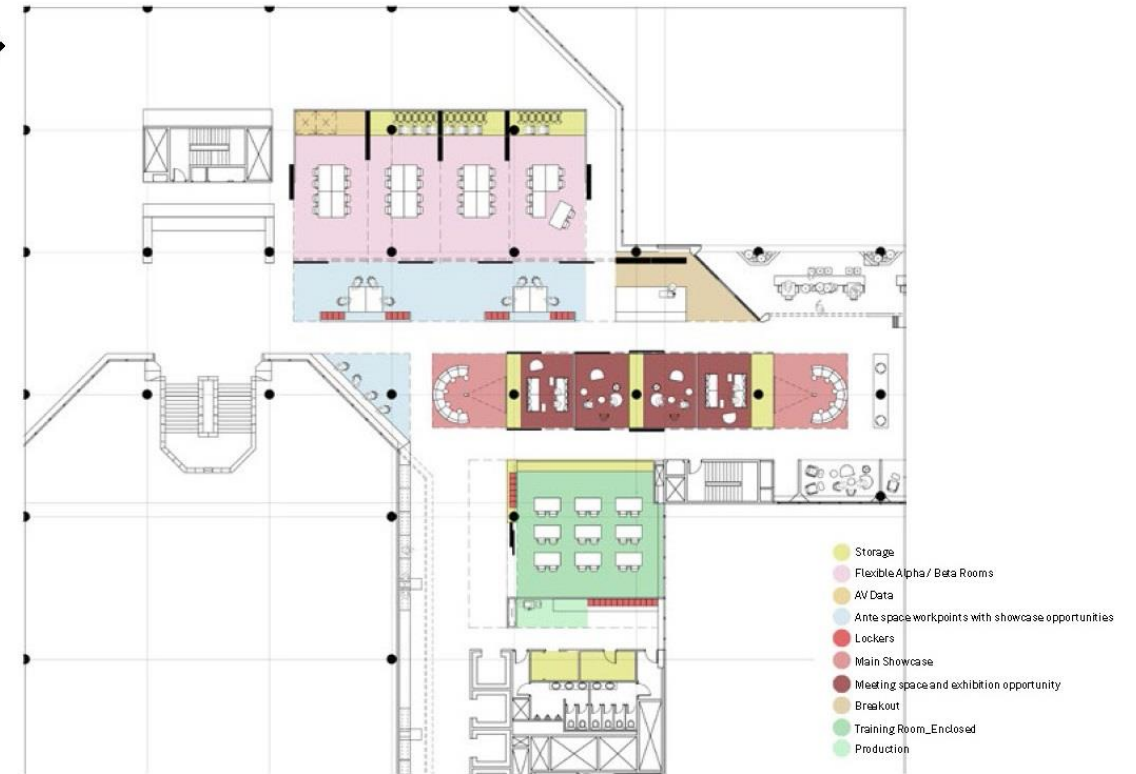 Storage
Flexible Alpha / Beta Rooms
AV Data
Ante space workpoints with showcase opportunities
Lockers
Main Showcase
Meeting space and exhibition opportunity
Breakout
Training Room_Enclosed
Production